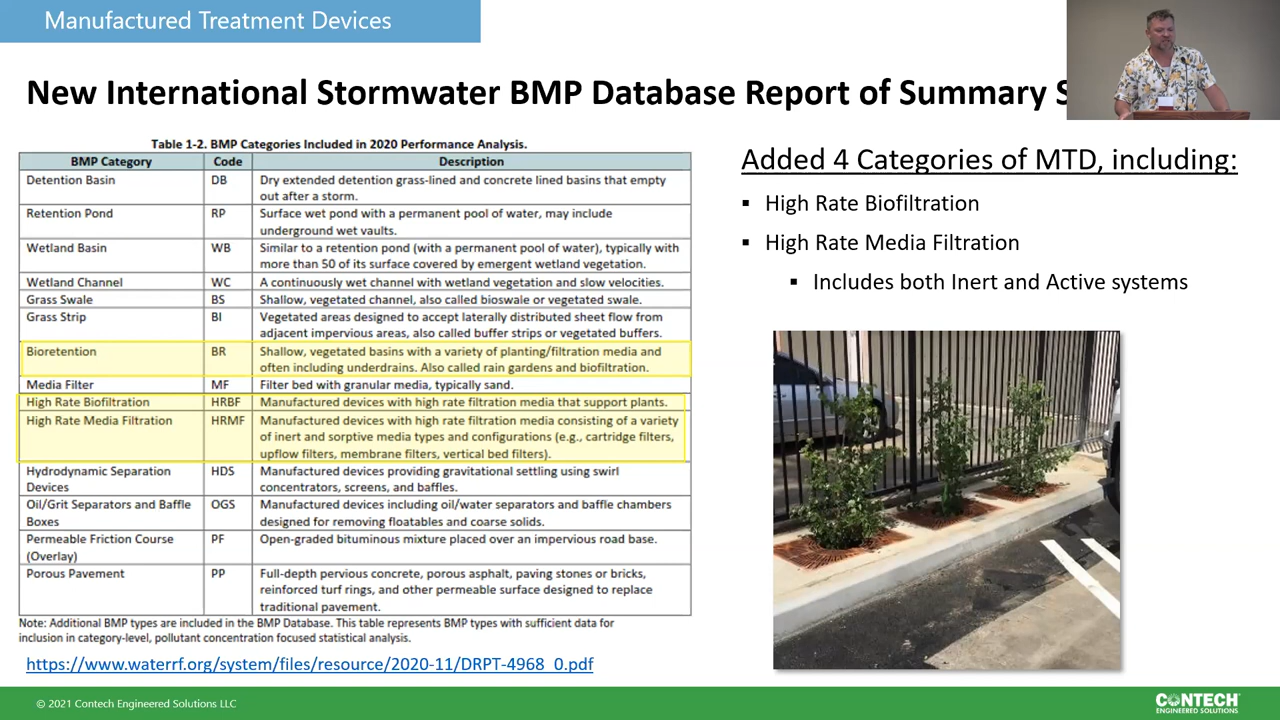 Manufactured Treatment Devices
New International Stormwater BMP Database Report of Summary
Table 1-2. BMP Categories Included in 2020 Performance Analysis.
BMP Category Code Description
Detention Basin DB Dry extended detention grass-lined and concrete lined basins that empty
out after a storm.
Retention Pond RP Surface wet pond with a permanent pool of water, may include
underground wet vaults.
Wetland Basin WB Similar to a retention pond (with a permanent pool of water), typically with
more than 50 of its surface covered by emergent wetland vegetation.
Wetland Channel WC A continuously wet channel with wetland vegetation and slow velocities.
Grass Swale BS Shallow, vegetated channel, also called bioswale or vegetated swale.
Grass Strip BI Vegetated areas designed to accept laterally distributed sheet flow from
adjacent impervious areas, also called buffer strips or vegetated buffers.
Bioretention BR Shallow, vegetated basins with a variety of planting/filtration media and
often including underdrains. Also called rain gardens and biofiltration.
Media Filter MF Filter bed with granular media, typically sand.
High Rate Biofiltration HRBF Manufactured devices with high rate filtration media that support plants.
High Rate Media Filtration HRMF Manufactured devices with high rate filtration media consisting of a variety
of inert and sorptive media types and configurations (e.g., cartridge filters,
upflow filters, membrane filters, vertical bed filters).
Hydrodynamic Separation HDS Manufactured devices providing gravitational settling using swirl
Devices concentrators, screens, and baffles.
Oil/Grit Separators and Baffle OGS Manufactured devices including oil/water separators and baffle chambers
Boxes designed for removing floatables and coarse solids.
Permeable Friction Course PF Open-graded bituminous mixture placed over an impervious road base.
(Overlay)
Porous Pavement PP Full-depth pervious concrete, porous asphalt, paving stones or bricks,
reinforced turf rings, and other permeable surface designed to replace
traditional pavement.
Note: Additional BMP types are included in the BMP Database. This table represents BMP types with sufficient data for
inclusion in category-level, pollutant concentration focused statistical analysis.
https://www.waterrf.org/system/files/resource/2020-11/DRPT-4968_0.pdf
Added 4 Categories of MTD, including:
▪ High Rate Biofiltration
▪ High Rate Media Filtration
▪ Includes both Inert and Active systems
© 2021 Contech Engineered Solutions LLC
CONTECH
ENGINEERED SOLUTIONS